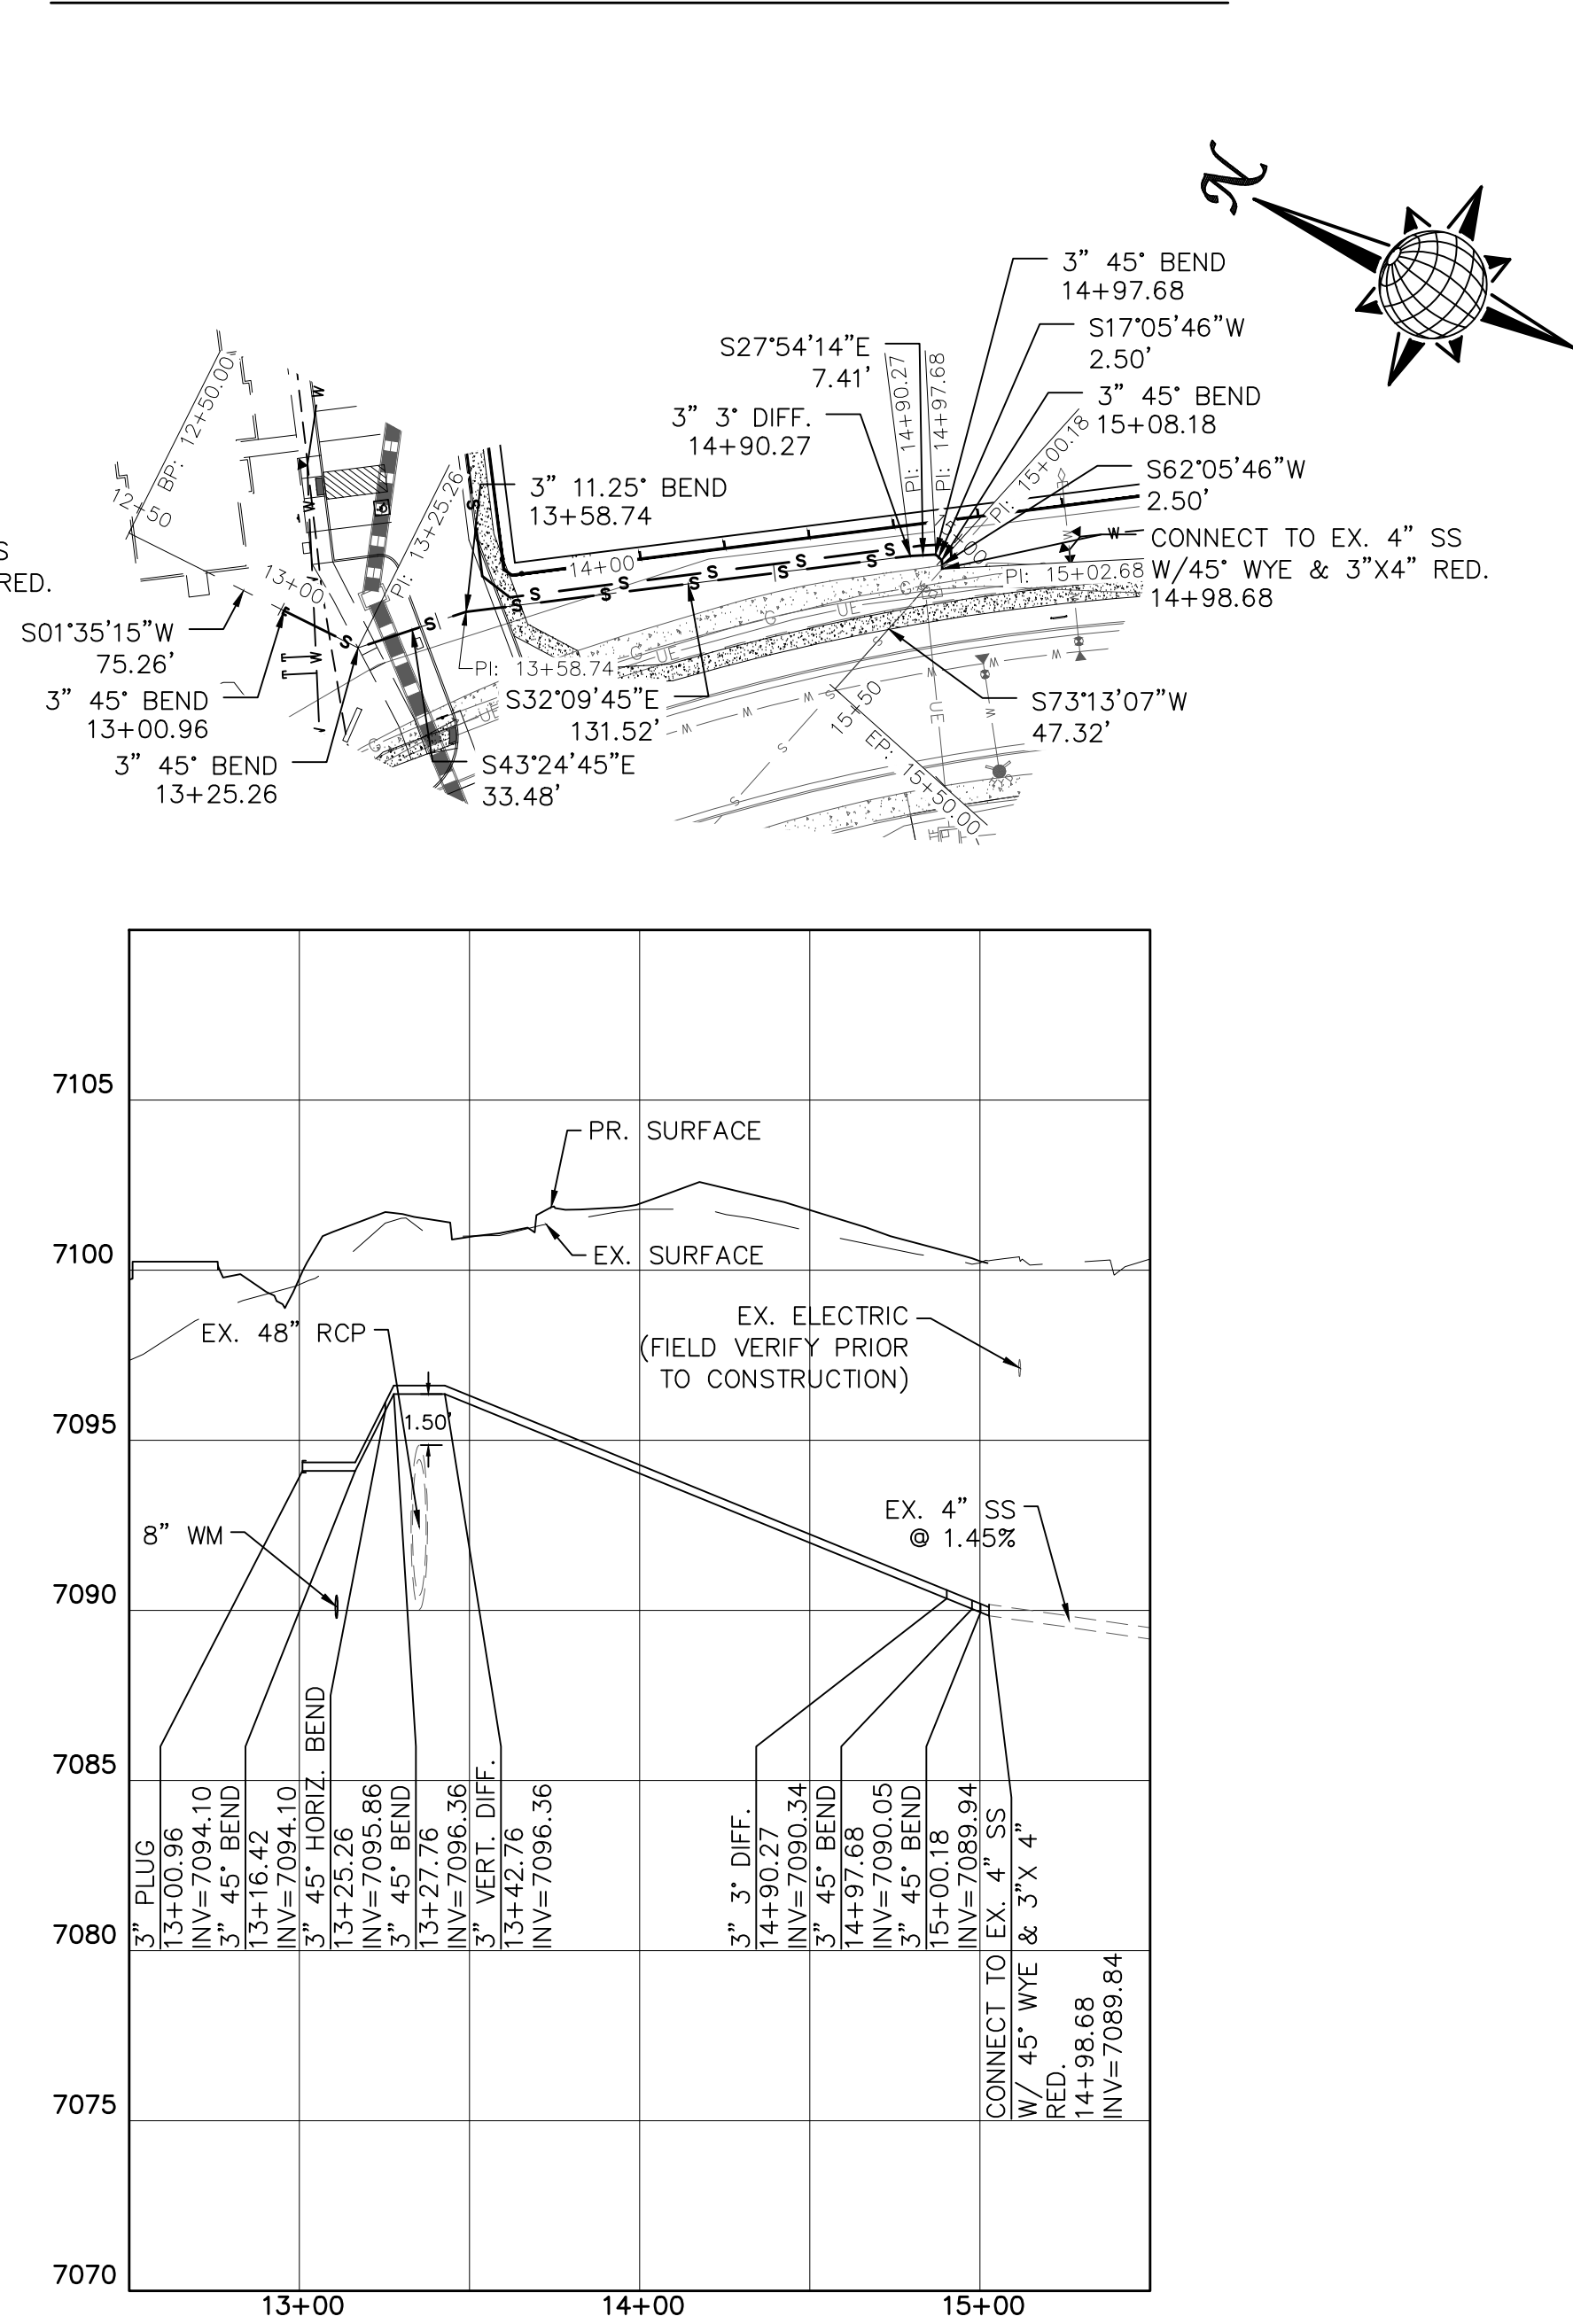 N
3” 45° BEND
14+97.68
S17°05’46”W
2.50’
3” 45° BEND
15+08.18
S62°05’46”W
2.50’
CONNECT TO EX. 4” SS
W/45° WYE & 3”X4” RED.
14+98.68
S27°54’14”E
7.41’
3” 3° DIFF.
14+90.27
3” 11.25° BEND
13+58.74
PI: 14+90.27
PI: 14+97.68
PI: 15+00.18
PI: 15+02.68
BP: 12+50.00
12+50
13+00
PI: 13+25.26
14+00
PI: 13+58.74
S
RED.
S01°35’15”W
75.26’
3” 45° BEND
13+00.96
3” 45° BEND
13+25.26
S43°24’45”E
33.48’
S32°09’45”E
131.52’
S73°13’07”W
47.32’
15+50
EP: 15+50.00
7105
7100
7095
7090
7085
7080
7075
7070
PR. SURFACE
EX. SURFACE
EX. 48” RCP
EX. ELECTRIC
(FIELD VERIFY PRIOR
TO CONSTRUCTION)
1.50’
8” WM
EX. 4” SS
@ 1.45%
3” PLUG
13+00.96
INV=7094.10
3” 45° BEND
13+16.42
INV=7094.10
3” 45° HORIZ. BEND
13+25.26
INV=7095.86
3” 45° BEND
13+27.76
INV=7096.36
3” VERT. DIFF.
13+42.76
INV=7096.36
3” 3° DIFF.
14+90.27
INV=7090.34
3” 45° BEND
14+97.68
INV=7090.05
3” 45° BEND
15+00.18
INV=7089.94
CONNECT TO EX. 4” SS
W/ 45° WYE & 3”X 4”
RED.
14+98.68
INV=7089.84
13+00
14+00
15+00